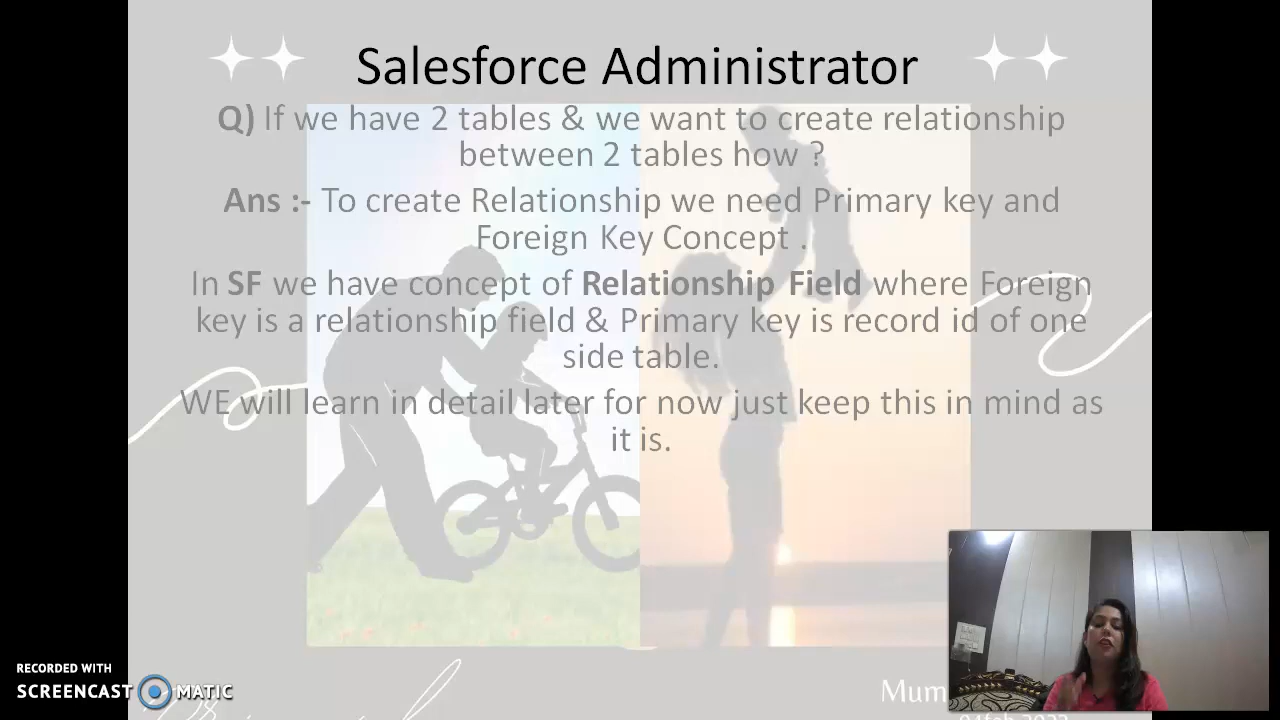 Salesforce Administrator
Q) If we have 2 tables & we want to create relationship
between 2 tables how ?
Ans :- To create Relationship we need Primary key and
Foreign Key Concept .
In SF we have concept of Relationship Field where Foreign
key is a relationship field & Primary key is record id of one
side table.
WE will learn in detail later for now just keep this in mind as
it is.
RECORDED WITH
SCREENCAST MATIC
Mum